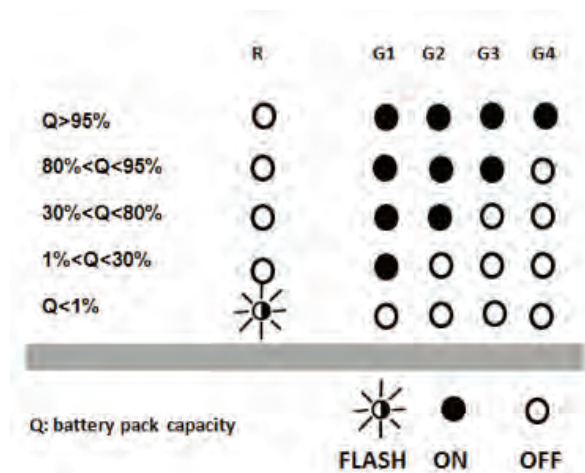 R G1 G2 G3 G4
Q>95%
80%<Q<95%
30%<Q<80%
1%<Q<30%
Q<1%
Q: battery pack capacity
FLASH ON OFF